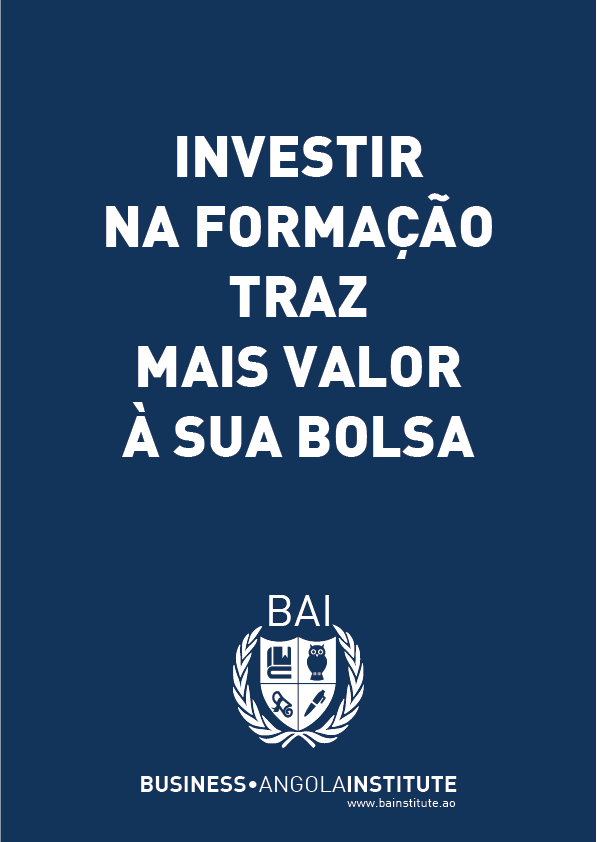 INVESTIR
NA FORMAÇÃO
TRAZ
MAIS VALOR
À SUA BOLSA
BAI
BUSINESS•ANGOLAINSTITUTE
www.bainstitute.ao